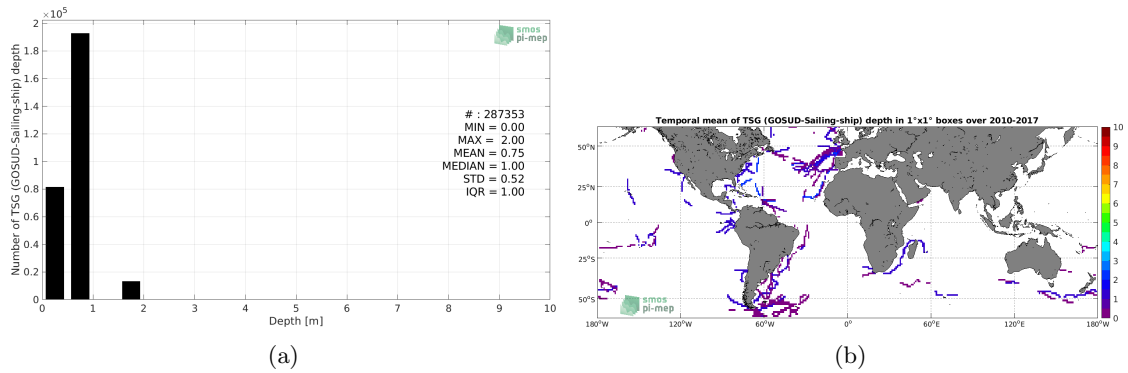 ×10⁵
2
1.8
1.6
1.4
1.2
1
0.8
0.6
0.4
0.2
0
Number of TSG (GOSUD-Sailing-ship) depth
0 1 2 3 4 5 6 7 8 9 10
Depth [m]
smos
pi-mep
# : 287353
MIN = 0.00
MAX = 2.00
MEAN = 0.75
MEDIAN = 1.00
STD = 0.52
IQR = 1.00
(a)
Temporal mean of TSG (GOSUD-Sailing-ship) depth in 1°x1° boxes over 2010-2017
50°N
25°N
0°
25°S
50°S
180°W 120°W 60°W 0° 60°E 120°E 180°W
smos
pi-mep
10
9
8
7
6
5
4
3
2
1
0
(b)